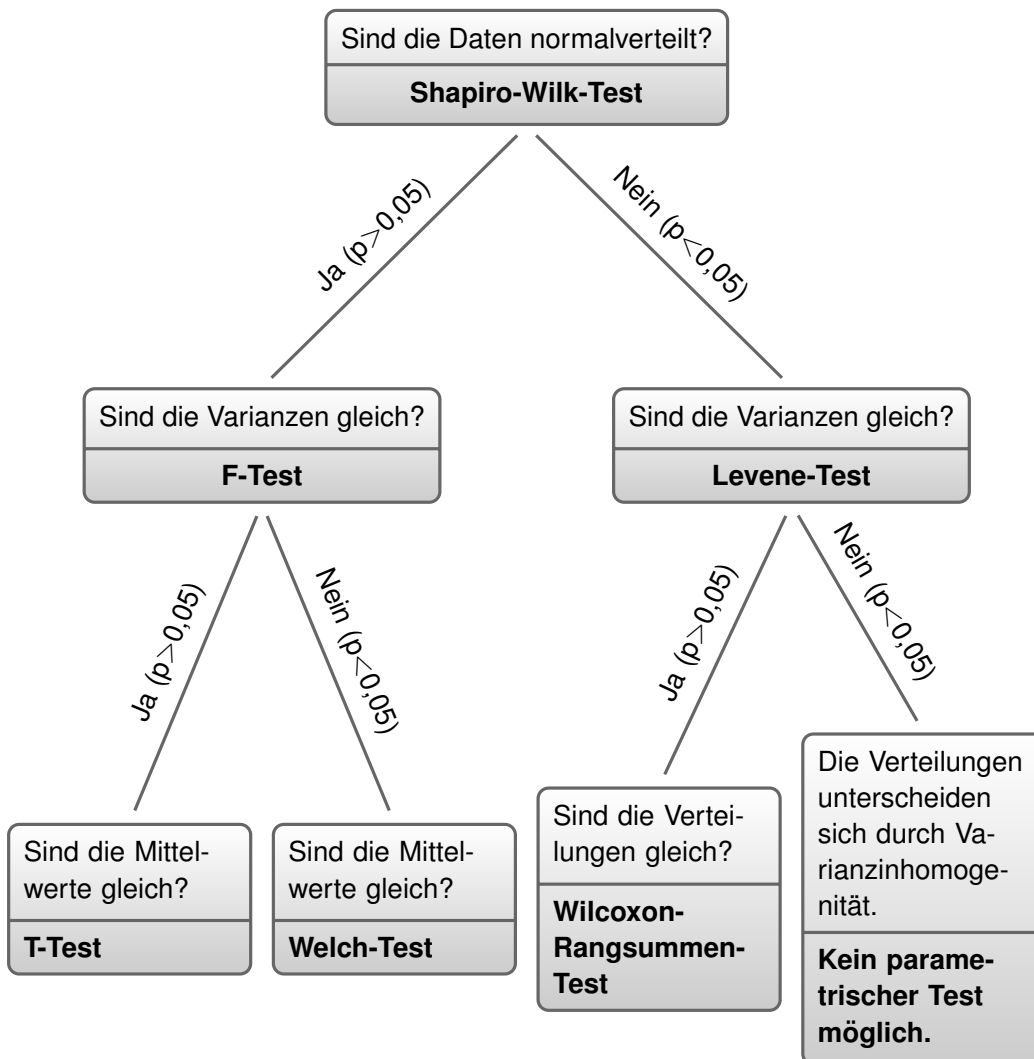 Sind die Daten normalverteilt?
Shapiro-Wilk-Test
Ja (p>0,05)
Nein (p<0,05)
Sind die Varianzen gleich?
F-Test
Sind die Varianzen gleich?
Levene-Test
Ja (p>0,05)
Nein (p<0,05)
Ja (p>0,05)
Nein (p<0,05)
Sind die Mittel-
werte gleich?
T-Test
Sind die Mittel-
werte gleich?
Welch-Test
Sind die Vertei-
lungen gleich?
Wilcoxon-
Rangsummen-
Test
Die Verteilungen
unterscheiden
sich durch Va-
rianzinhomoge-
nität.
Kein parame-
trischer Test
möglich.